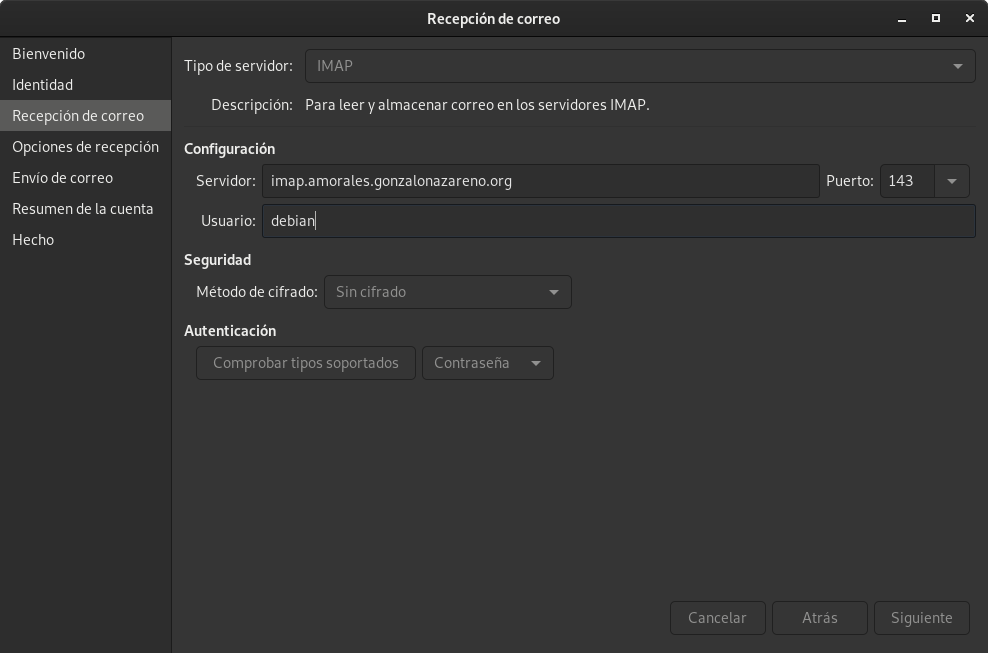 Recepción de correo
Bienvenido
Identidad
Recepción de correo
Opciones de recepción
Envío de correo
Resumen de la cuenta
Hecho
Tipo de servidor: IMAP
Descripción: Para leer y almacenar correo en los servidores IMAP.
Configuración
Servidor: imap.amorales.gonzalonazareno.org Puerto: 143
Usuario: debian
Seguridad
Método de cifrado: Sin cifrado
Autenticación
Comprobar tipos soportados Contraseña
Cancelar Atrás Siguiente